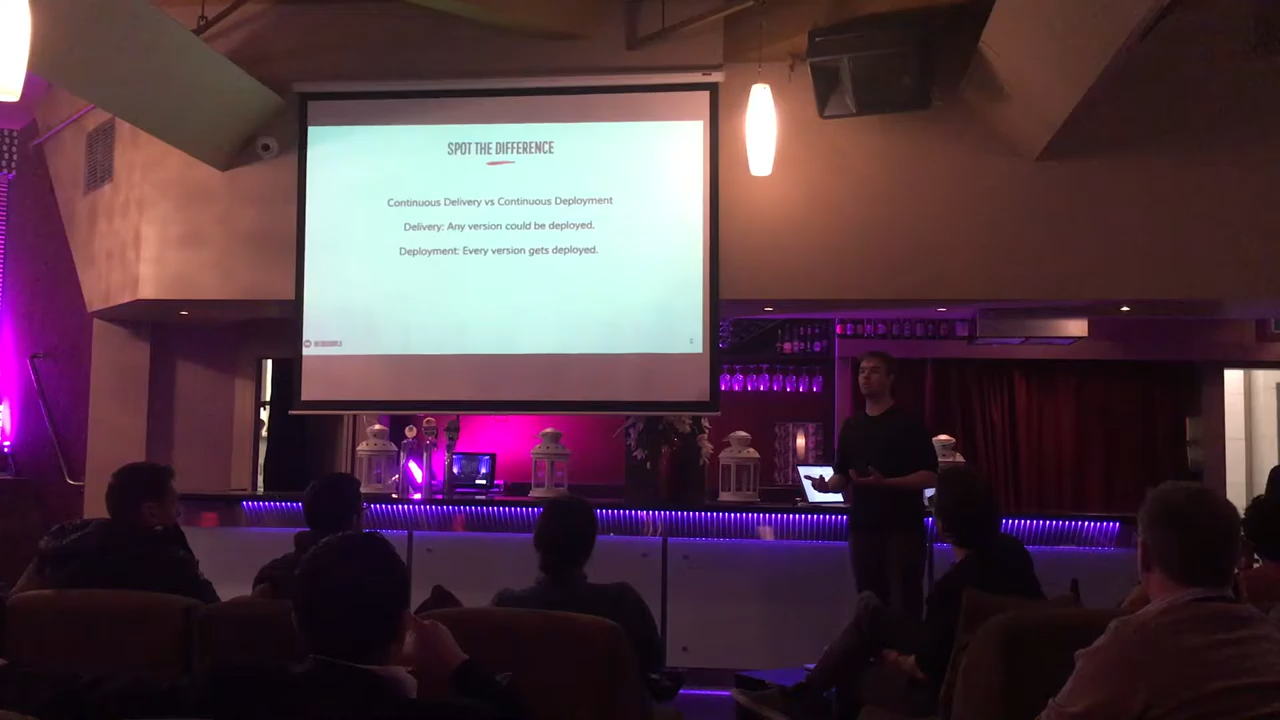 SPOT THE DIFFERENCE
Continuous Delivery vs Continuous Deployment
Delivery: Any version could be deployed.
Deployment: Every version gets deployed.